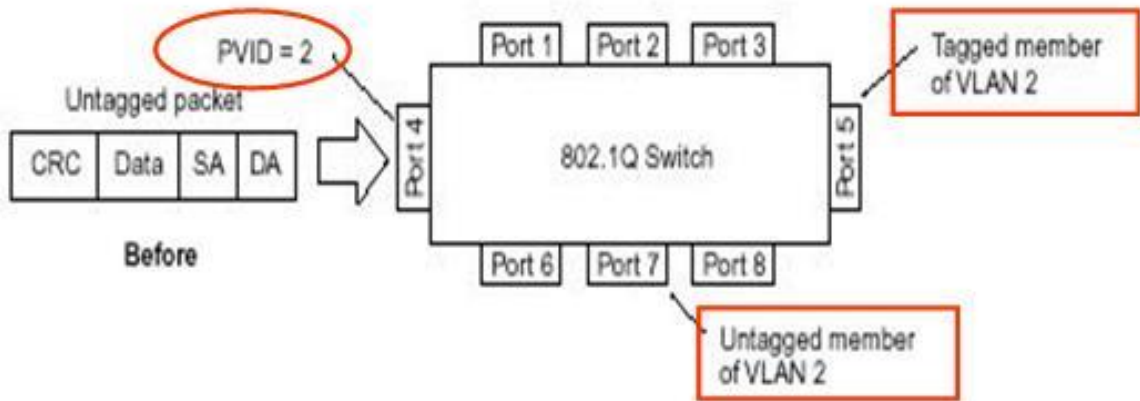 PVID = 2
Port 1
Port 2
Port 3
Tagged member
of VLAN 2
Untagged packet
CRC
Data
SA
DA
Port 4
802.1Q Switch
Port 5
Before
Port 6
Port 7
Port 8
Untagged member
of VLAN 2